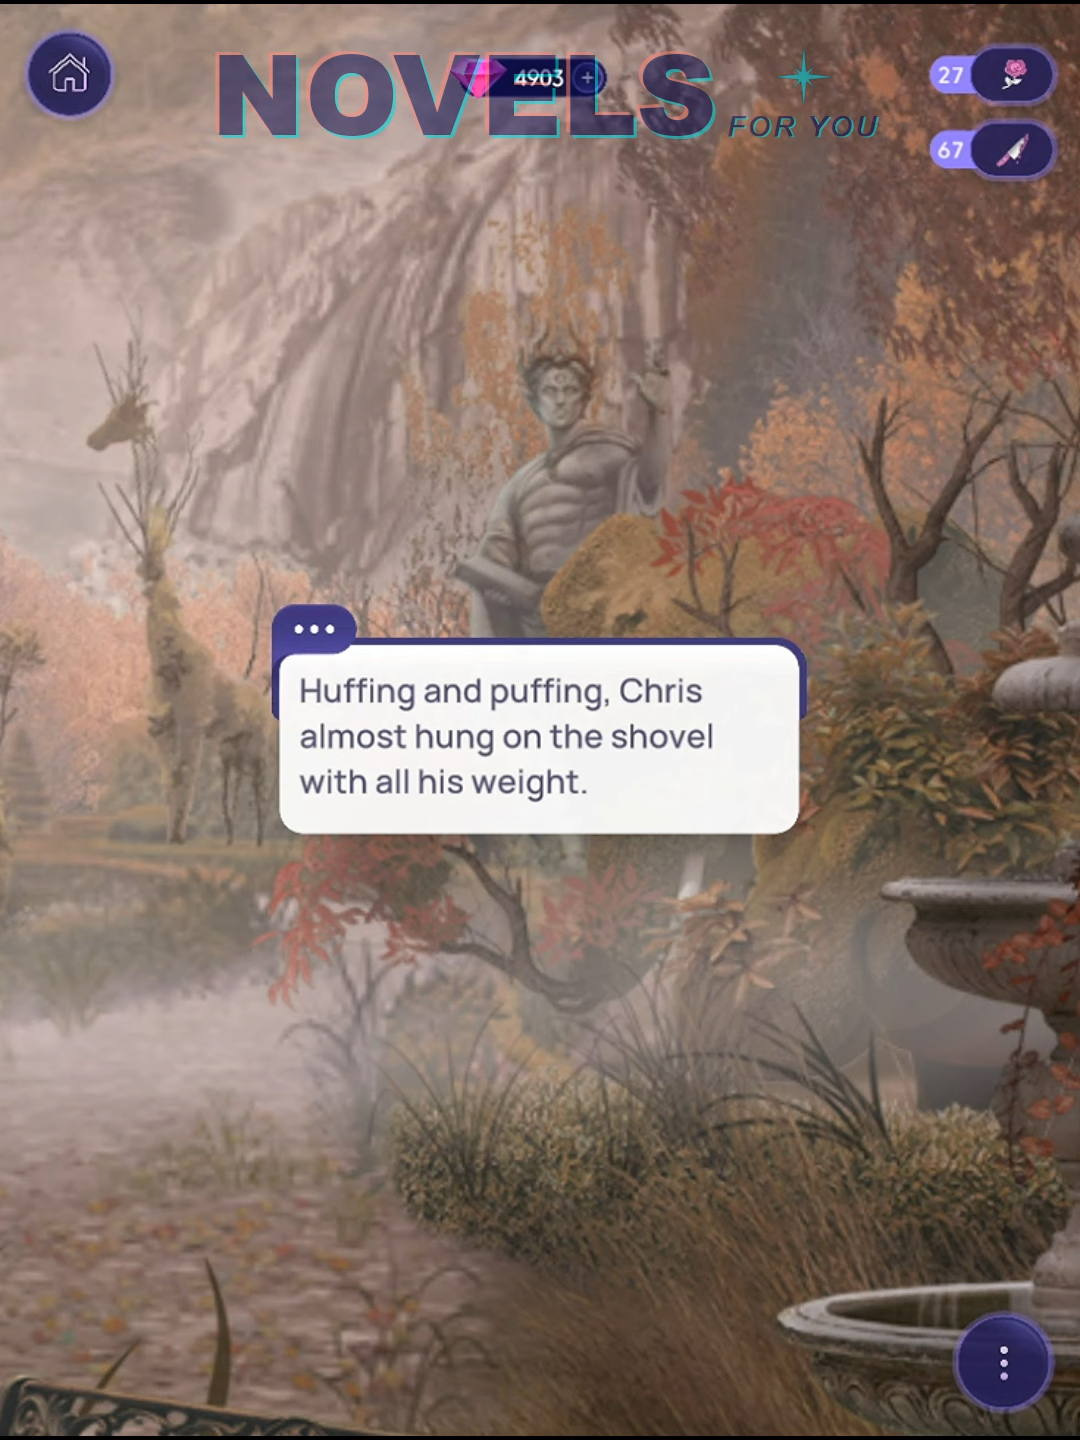 NOVELS
FOR YOU
4903
27
67
Huffing and puffing, Chris
almost hung on the shovel
with all his weight.